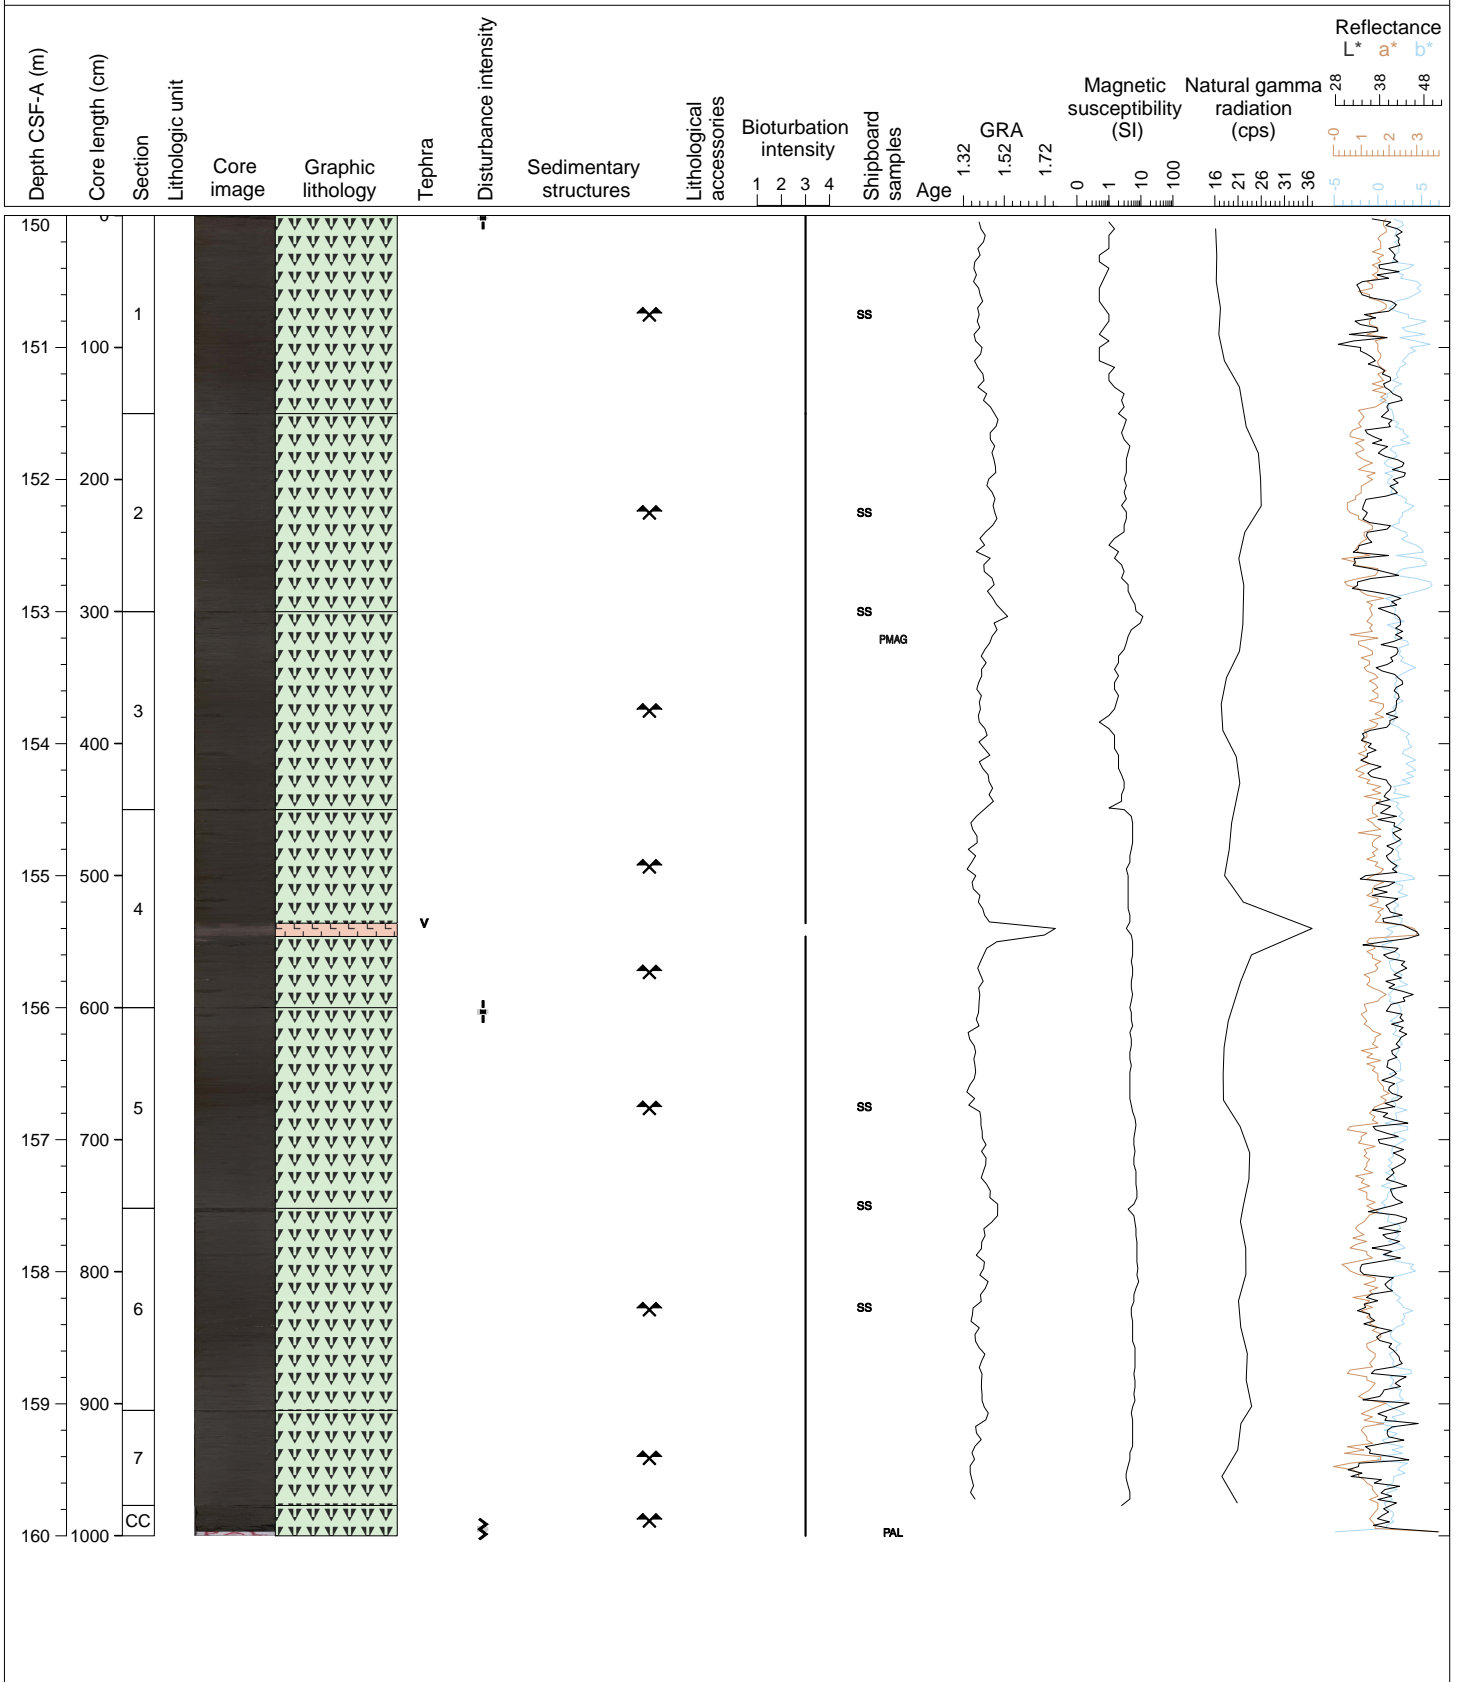 Depth CSF-A (m)
Core length (cm)
Section
Lithologic unit
Core
image
Graphic
lithology
Tephra
Disturbance intensity
Sedimentary
structures
Lithological
accessories
Bioturbation
intensity
1 2 3 4
Shipboard
samples
Age
GRA
1.32 1.52 1.72
Magnetic
susceptibility
(SI)
0 1 10 100
Natural gamma
radiation
(cps)
16 21 26 31 36
Reflectance
L* a* b*
28 38 48
-0 1 2 3
-5 0 5
150 0
1 SS
151 100
152 200
2 SS
153 300 SS
PMAG
3
154 400
155 500
4
V
156 600
5 SS
157 700
SS
158 800
6 SS
159 900
7
CC
160 1000 PAL